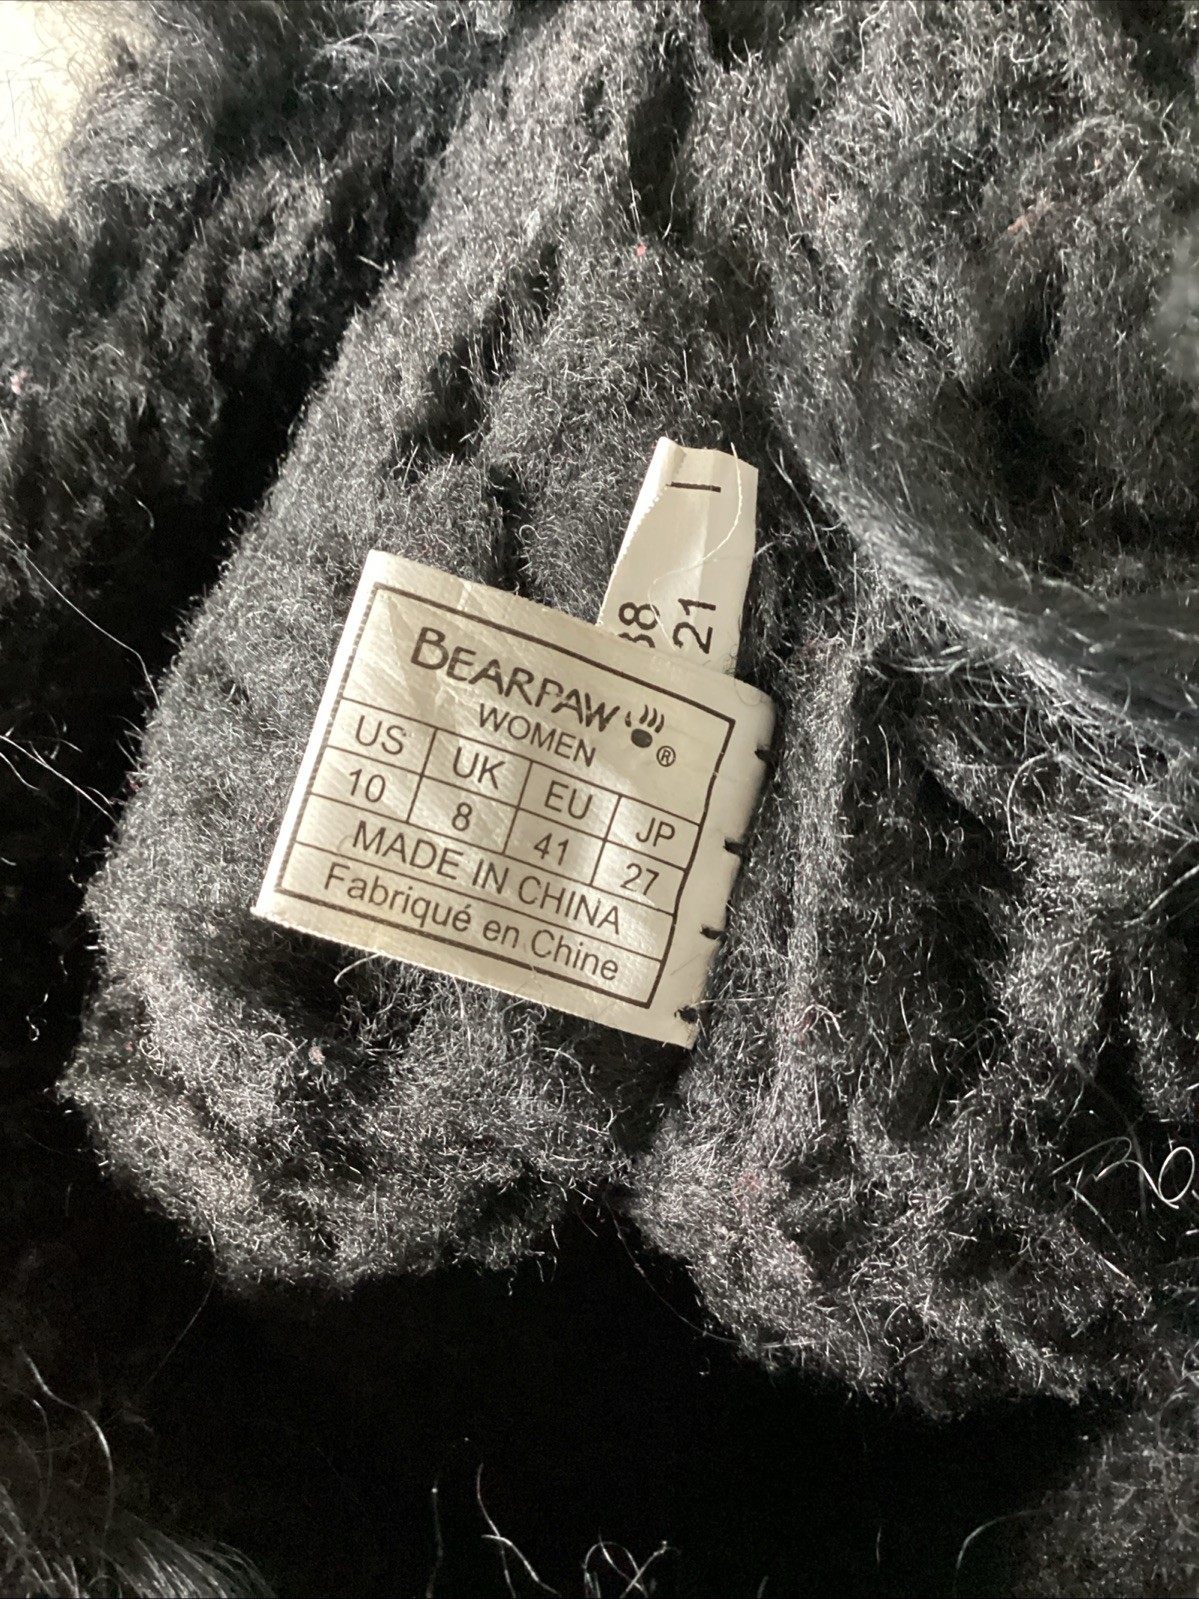 BEARPAW ®
WOMEN
US UK EU JP
10 8 41 27
MADE IN CHINA
Fabriqué en Chine
21